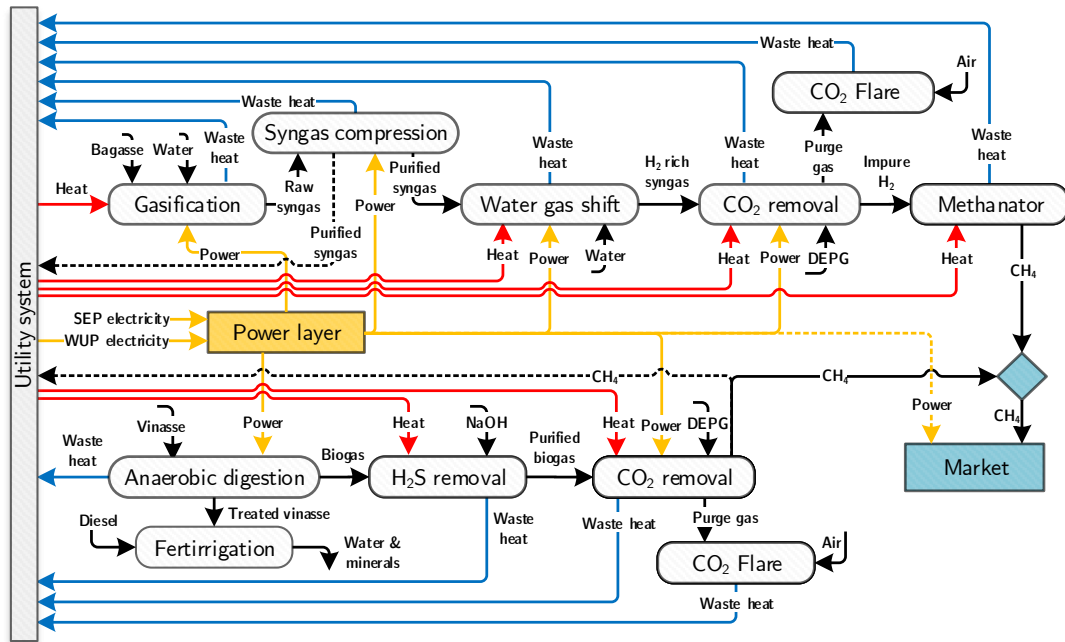 Utility system
Waste heat
Air
CO₂ Flare
Waste heat
Syngas compression
Bagasse
Water
Waste
heat
Raw
syngas
Purified
syngas
Purified
syngas
Power
Waste
heat
H₂ rich
syngas
Waste
heat
Purge
gas
Impure
H₂
Waste
heat
Heat
Gasification
Water gas shift
CO₂ removal
Methanator
Power
Heat
Power
Water
Heat
Power
DEPG
Heat
CH₄
SEP electricity
WUP electricity
Power layer
CH₄
CH₄
CH₄
Vinasse
Power
Heat
NaOH
Heat
Power
DEPG
Power
Market
Waste
heat
Anaerobic digestion
Biogas
H₂S removal
Purified
biogas
CO₂ removal
Treated vinasse
Diesel
Fertirrigation
Water &
minerals
Waste
heat
Waste heat
Purge gas
Air
CO₂ Flare
Waste heat